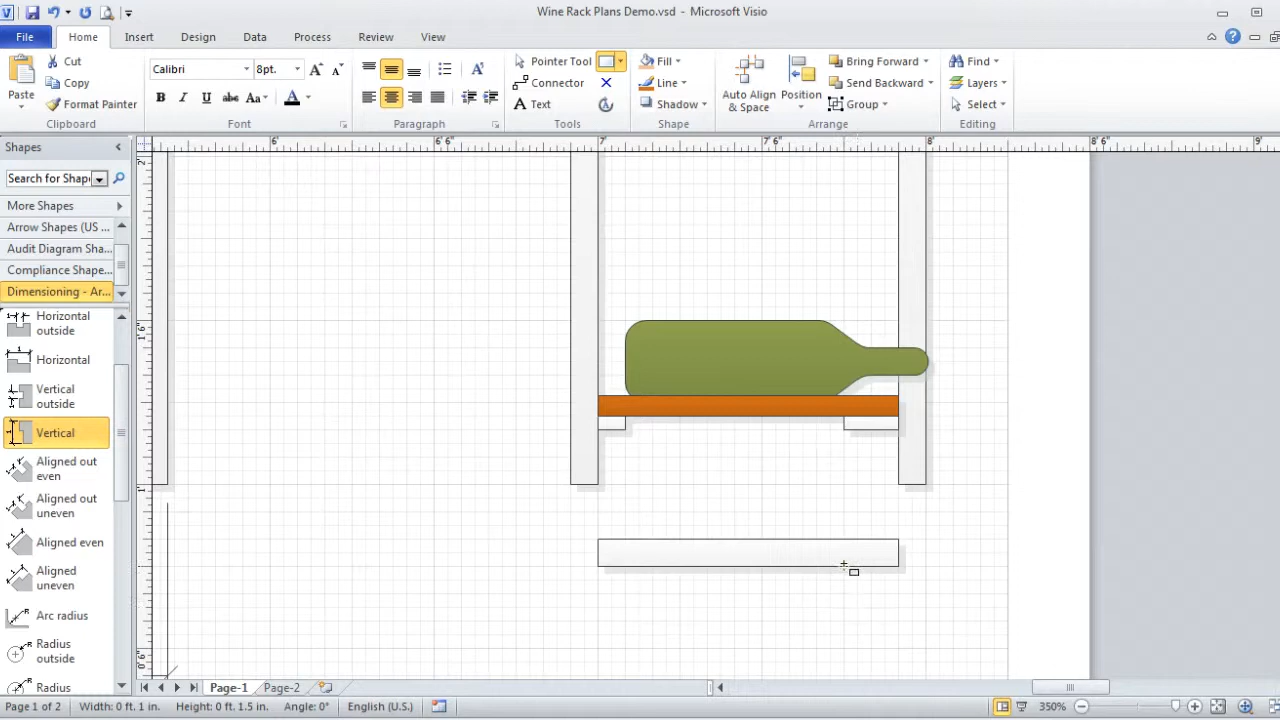 Wine Rack Plans Demo.vsd - Microsoft Visio
File Home Insert Design Data Process Review View
Paste
Cut
Copy
Format Painter
Clipboard
Calibri 8pt.
Font
Paragraph
Pointer Tool
Connector
Text
Tools
Fill
Line
Shadow
Shape
Auto Align & Space
Position
Bring Forward
Send Backward
Group
Arrange
Find
Layers
Select
Editing
Shapes
Search for Shap
More Shapes
Arrow Shapes (US ...
Audit Diagram Sha...
Compliance Shape...
Dimensioning - Ar...
Horizontal outside
Horizontal
Vertical outside
Vertical
Aligned out even
Aligned out uneven
Aligned even
Aligned uneven
Arc radius
Radius outside
Radius
6' 6' 6" 7' 7' 6" 8' 8' 6" 9'
Page-1 Page-2
Page 1 of 2 Width: 0 ft. 1 in. Height: 0 ft. 1.5 in. Angle: 0° English (U.S.) 350%